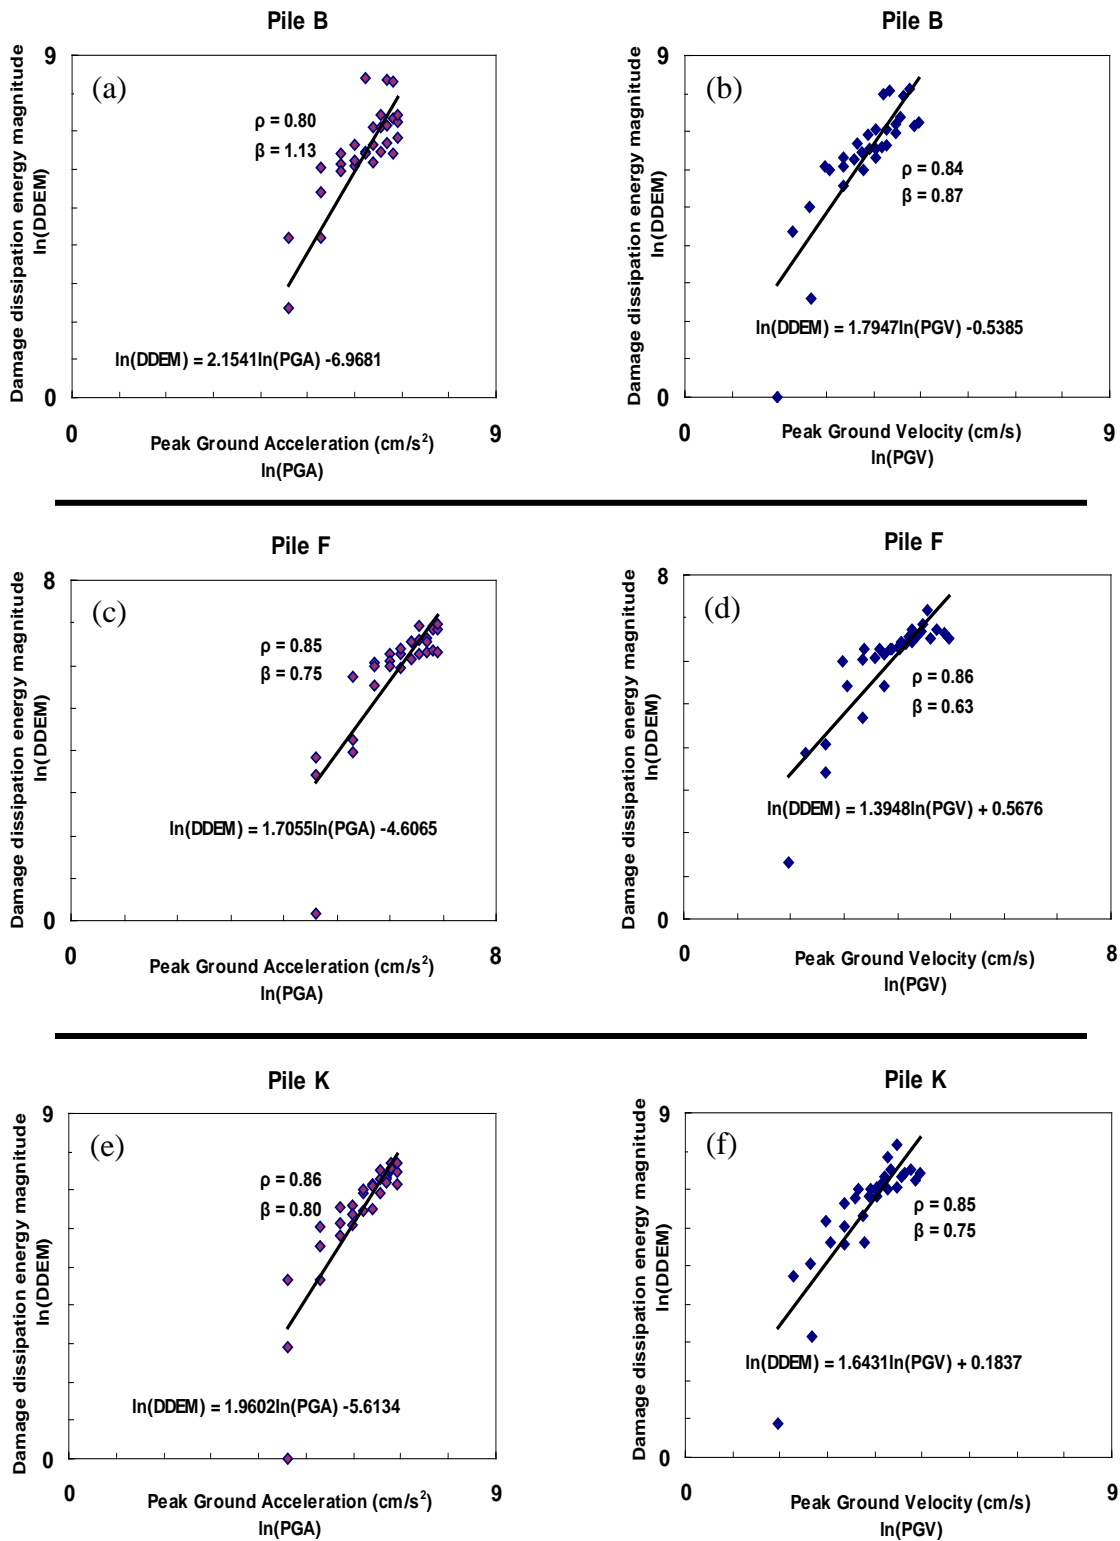 Pile B
Damage dissipation energy magnitude
ln(DDEM)
9
(a)
ρ = 0.80
β = 1.13
ln(DDEM) = 2.1541ln(PGA) -6.9681
0
0
9
Peak Ground Acceleration (cm/s²)
ln(PGA)
Pile B
Damage dissipation energy magnitude
ln(DDEM)
9
(b)
ρ = 0.84
β = 0.87
ln(DDEM) = 1.7947ln(PGV) -0.5385
0
0
9
Peak Ground Velocity (cm/s)
ln(PGV)
Pile F
Damage dissipation energy magnitude
ln(DDEM)
8
(c)
ρ = 0.85
β = 0.75
ln(DDEM) = 1.7055ln(PGA) -4.6065
0
0
8
Peak Ground Acceleration (cm/s²)
ln(PGA)
Pile F
Damage dissipation energy magnitude
ln(DDEM)
8
(d)
ρ = 0.86
β = 0.63
ln(DDEM) = 1.3948ln(PGV) + 0.5676
0
0
8
Peak Ground Velocity (cm/s)
ln(PGV)
Pile K
Damage dissipation energy magnitude
ln(DDEM)
9
(e)
ρ = 0.86
β = 0.80
ln(DDEM) = 1.9602ln(PGA) -5.6134
0
0
9
Peak Ground Acceleration (cm/s²)
ln(PGA)
Pile K
Damage dissipation energy magnitude
ln(DDEM)
9
(f)
ρ = 0.85
β = 0.75
ln(DDEM) = 1.6431ln(PGV) + 0.1837
0
0
9
Peak Ground Velocity (cm/s)
ln(PGV)